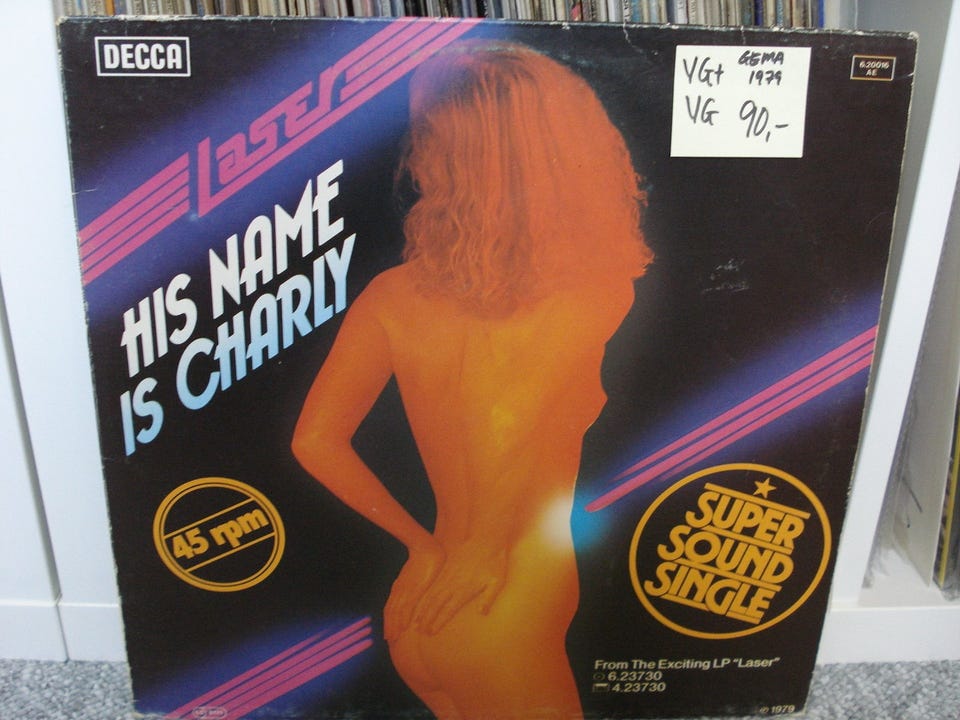 DECCA
Laser
HIS NAME
IS CHARLY
VG+ GEMA
1979
VG 90,-
6.20016
AE
45 rpm
SUPER
SOUND
SINGLE
From The Exciting LP "Laser"
6.23730
4.23730
℗ 1979